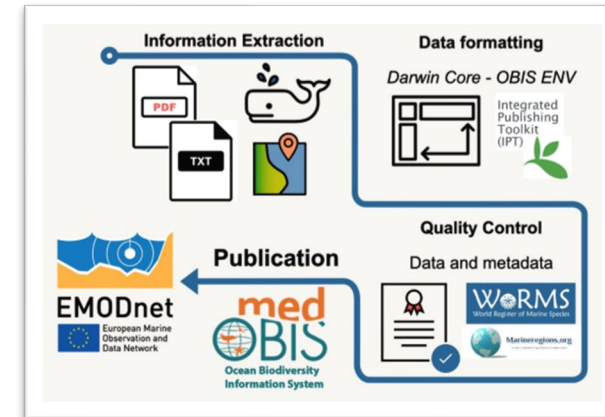 Information Extraction
PDF
TXT
Data formatting
Darwin Core - OBIS ENV
Integrated
Publishing
Toolkit
(IPT)
Quality Control
Data and metadata
WoRMS
World Register of Marine Species
Marineregions.org
Publication
EMODnet
European Marine
Observation and
Data Network
med
OBIS
Ocean Biodiversity
Information System